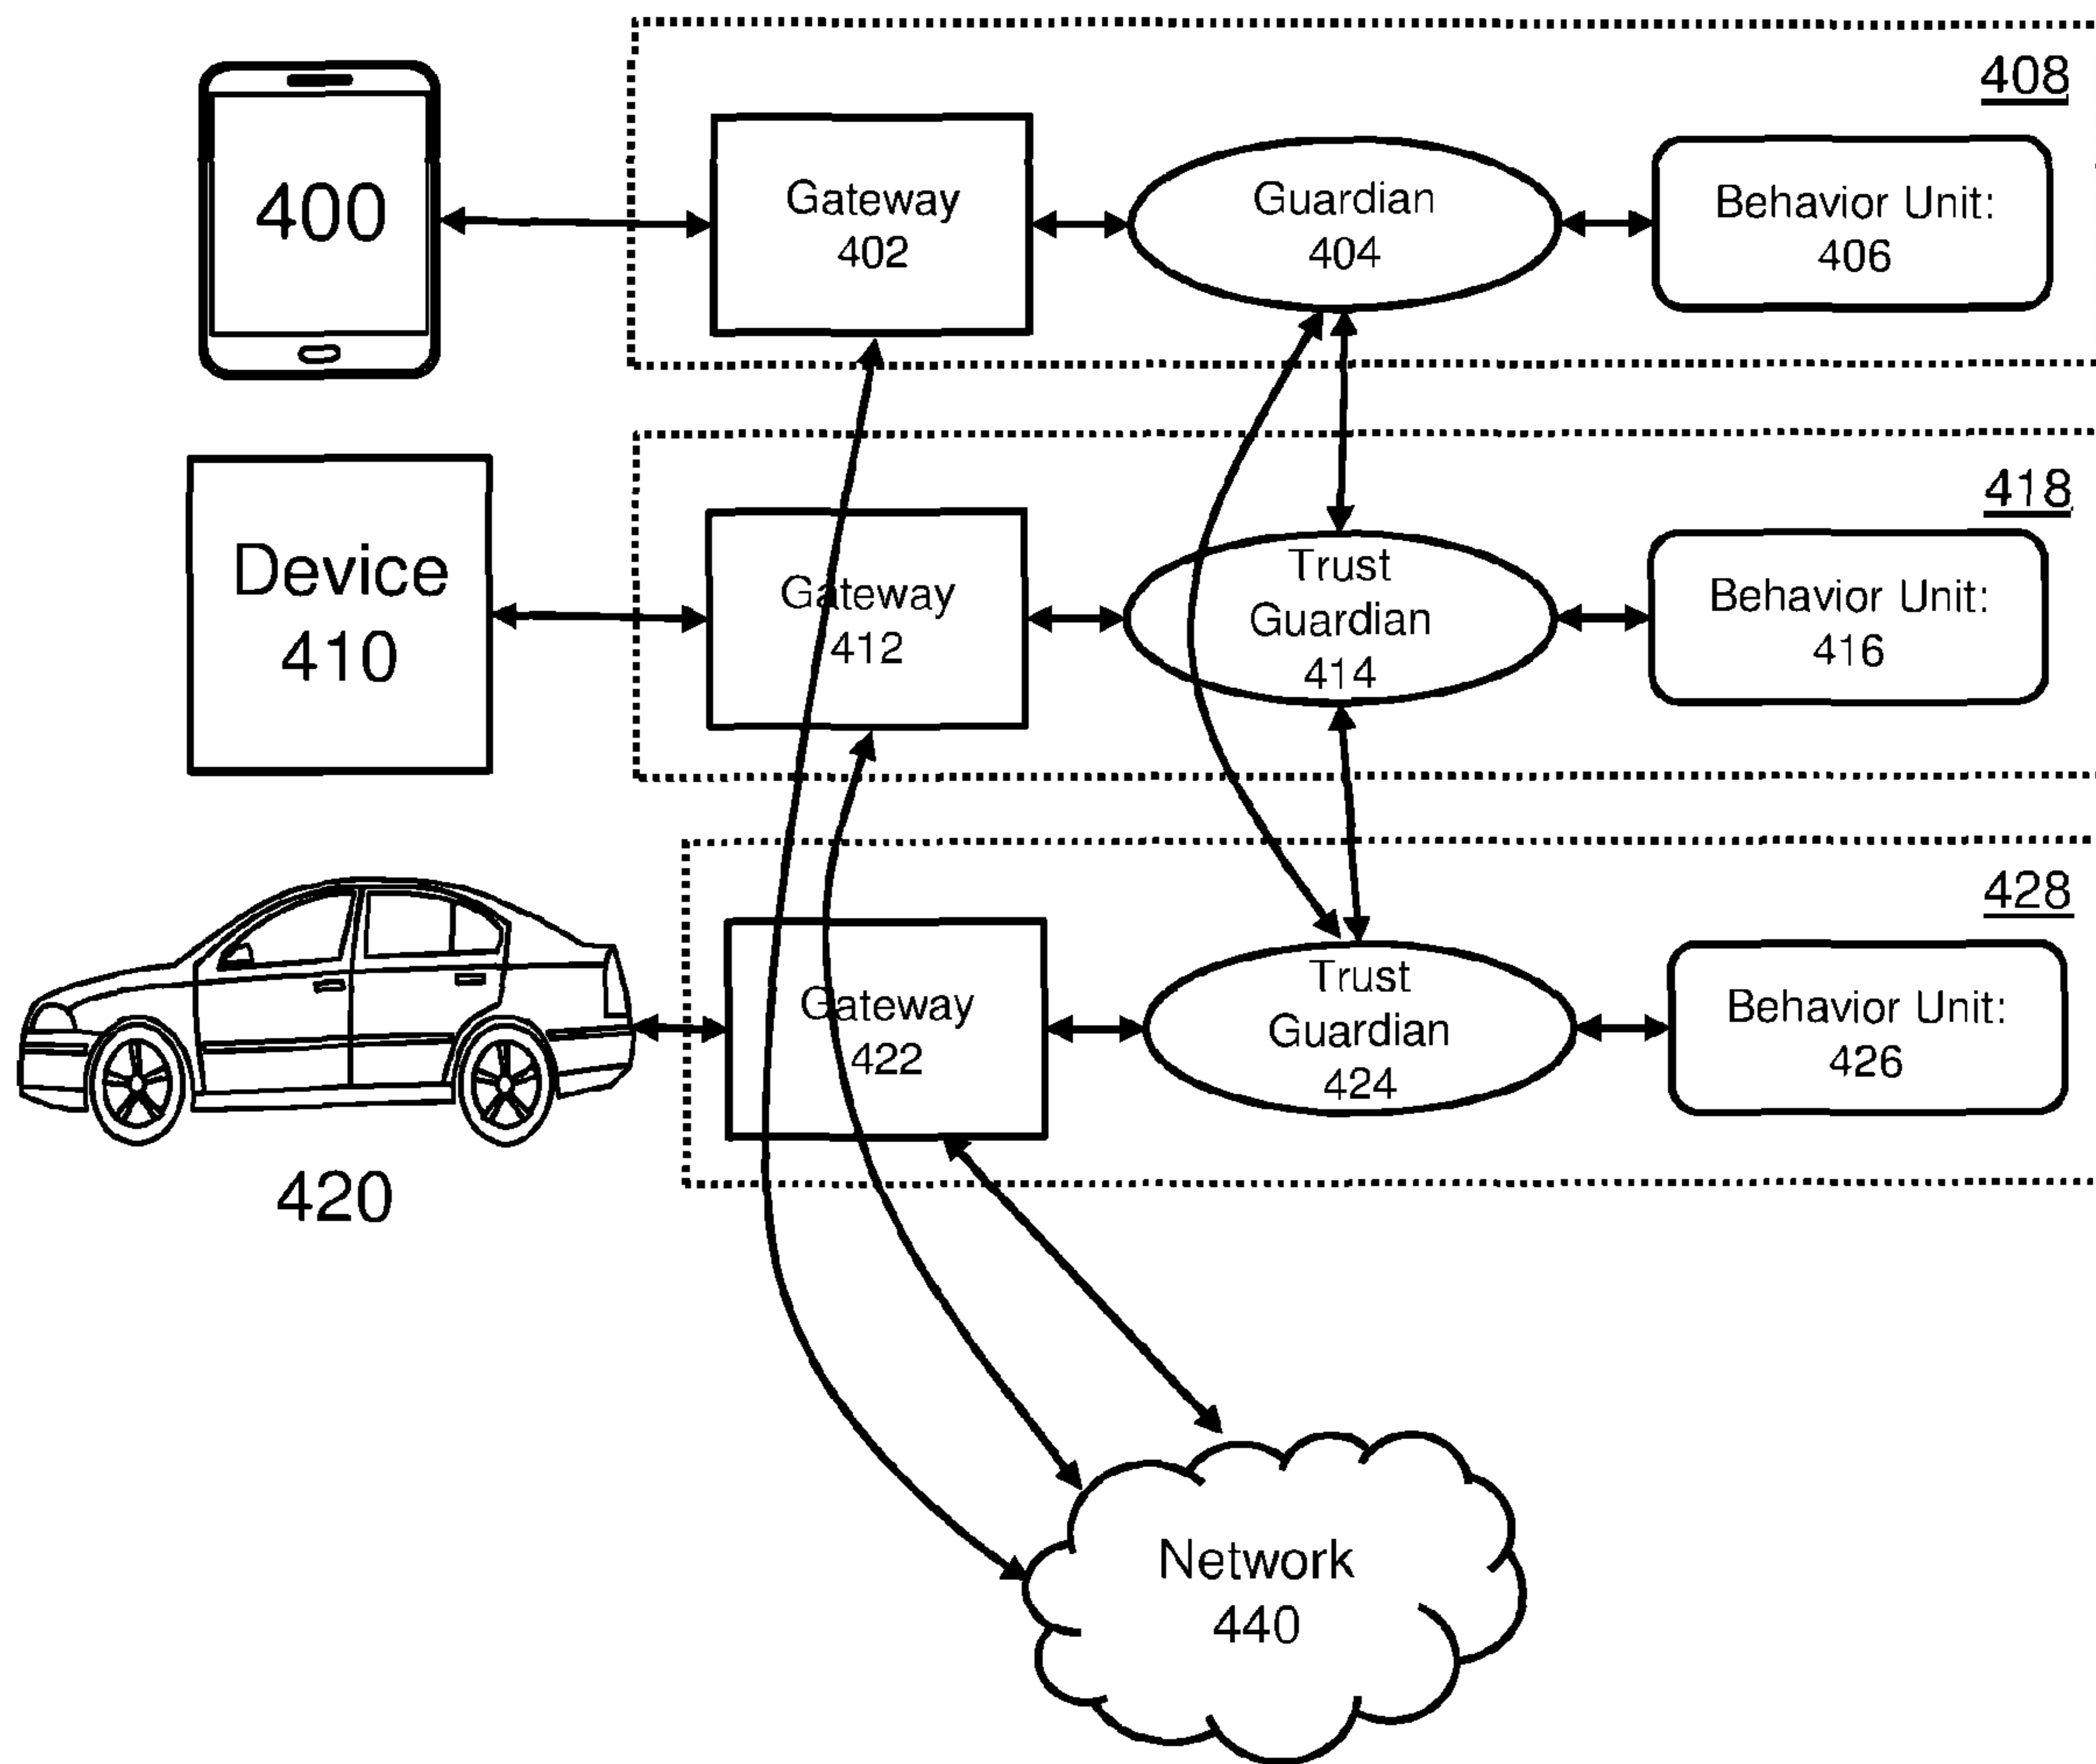 408
400
Gateway
402
Guardian
404
Behavior Unit:
406
418
Device
410
Gateway
412
Trust
Guardian
414
Behavior Unit:
416
428
420
Gateway
422
Trust
Guardian
424
Behavior Unit:
426
Network
440